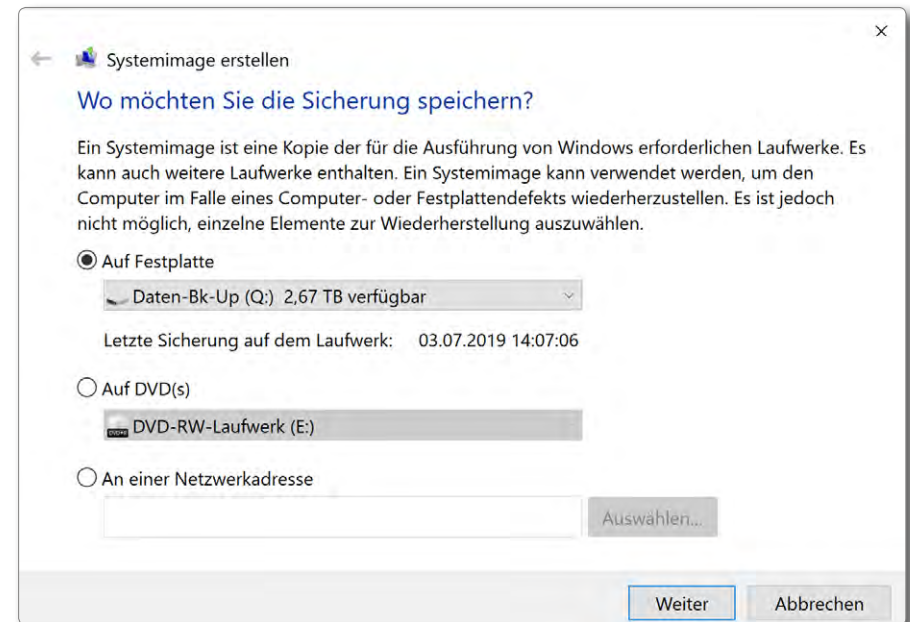 Systemimage erstellen
Wo möchten Sie die Sicherung speichern?
Ein Systemimage ist eine Kopie der für die Ausführung von Windows erforderlichen Laufwerke. Es
kann auch weitere Laufwerke enthalten. Ein Systemimage kann verwendet werden, um den
Computer im Falle eines Computer- oder Festplattendefekts wiederherzustellen. Es ist jedoch
nicht möglich, einzelne Elemente zur Wiederherstellung auszuwählen.
Auf Festplatte
Daten-Bk-Up (Q:) 2,67 TB verfügbar
Letzte Sicherung auf dem Laufwerk: 03.07.2019 14:07:06
Auf DVD(s)
DVD-RW-Laufwerk (E:)
An einer Netzwerkadresse
Auswählen...
Weiter Abbrechen